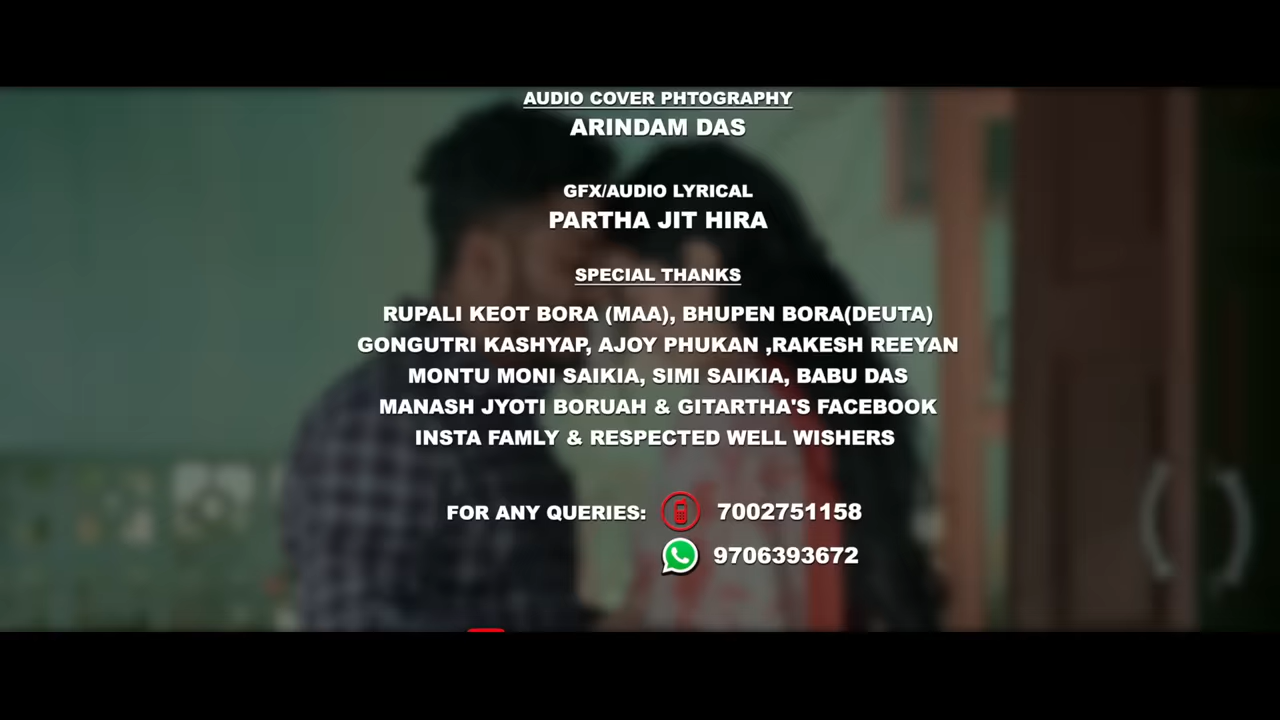 AUDIO COVER PHTOGRAPHY
ARINDAM DAS
GFX/AUDIO LYRICAL
PARTHA JIT HIRA
SPECIAL THANKS
RUPALI KEOT BORA (MAA), BHUPEN BORA(DEUTA)
GONGUTRI KASHYAP, AJOY PHUKAN ,RAKESH REEYAN
MONTU MONI SAIKIA, SIMI SAIKIA, BABU DAS
MANASH JYOTI BORUAH & GITARTHA'S FACEBOOK
INSTA FAMLY & RESPECTED WELL WISHERS
FOR ANY QUERIES: 7002751158
9706393672